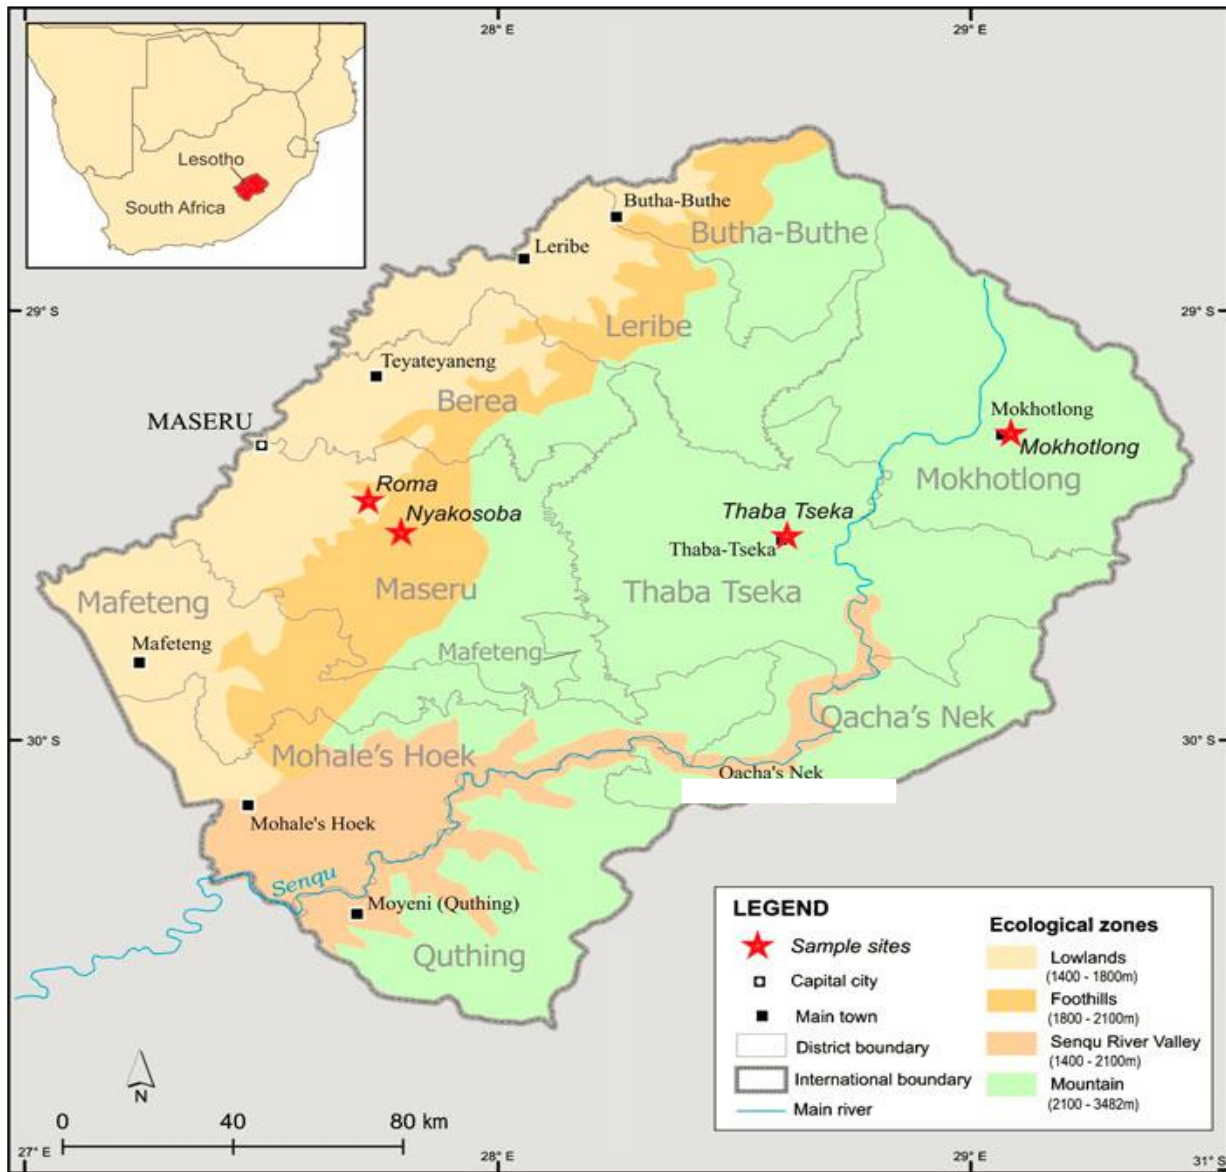 28° E
29° E
Lesotho
South Africa
Butha-Buthe
Butha-Buthe
Leribe
29° S
29° S
Leribe
Teyateyaneng
Berea
MASERU
Mokhotlong
Mokhotlong
Mokhotlong
Roma
Nyakosoba
Thaba Tseka
Thaba-Tseka
Maseru
Thaba Tseka
Mafeteng
Mafeteng
Mafeteng
Qacha's Nek
30° S
30° S
Mohale's Hoek
Qacha's Nek
Mohale's Hoek
Senqu
Moyeni (Quthing)
Quthing
LEGEND
Sample sites
Capital city
Main town
District boundary
International boundary
Main river
Ecological zones
Lowlands
(1400 - 1800m)
Foothills
(1800 - 2100m)
Senqu River Valley
(1400 - 2100m)
Mountain
(2100 - 3482m)
N
0 40 80 km
27° E
28° E
29° E
31° S